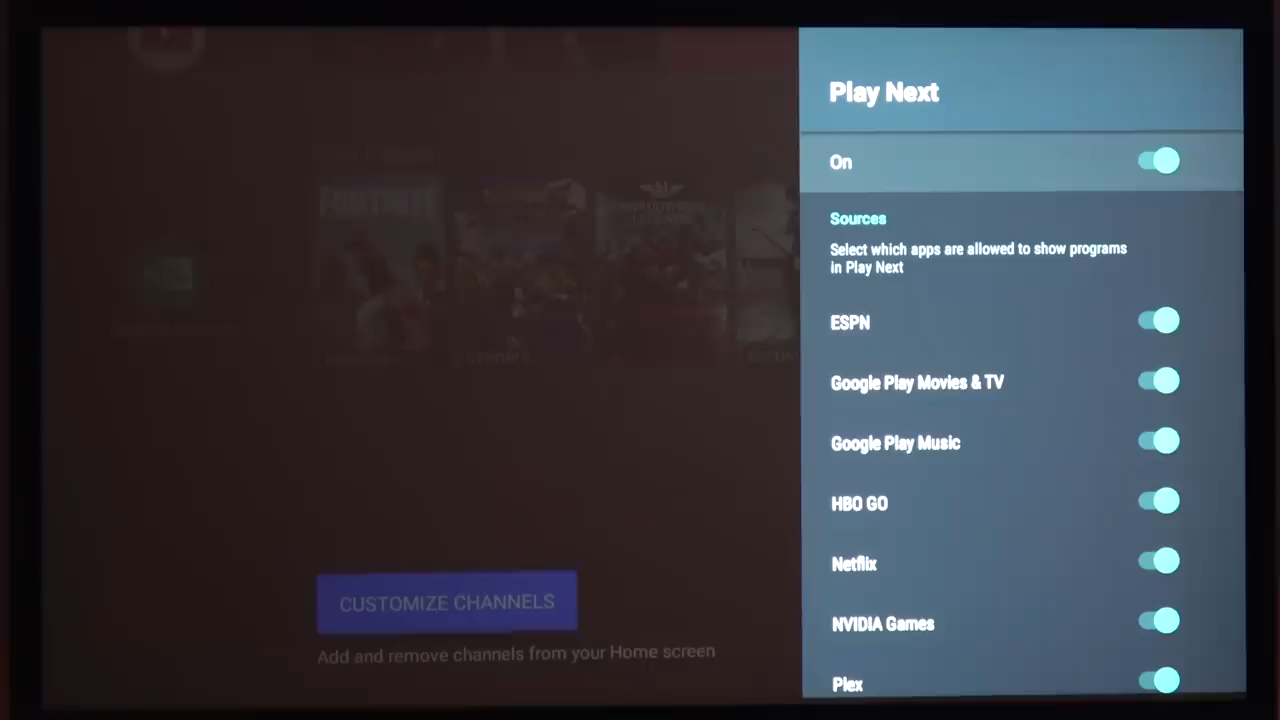 Play Next
On
Sources
Select which apps are allowed to show programs
in Play Next
ESPN
Google Play Movies & TV
Google Play Music
HBO GO
Netflix
NVIDIA Games
Plex
FORTNITE
CUSTOMIZE CHANNELS
Add and remove channels from your Home screen